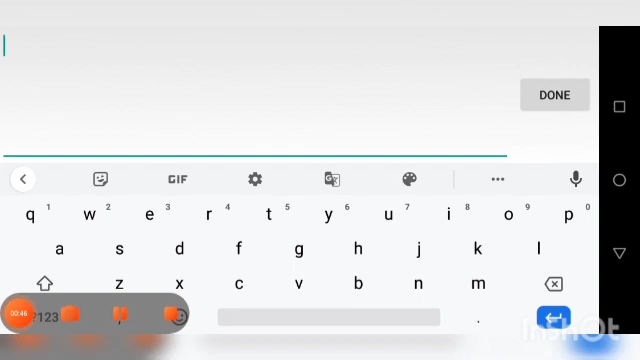 DONE
GIF
q 1 w 2 e 3 r 4 t 5 y 6 u 7 i 8 o 9 p 0
a s d f g h j k l
z x c v b n m
00:46 ?123 , .
InShOt